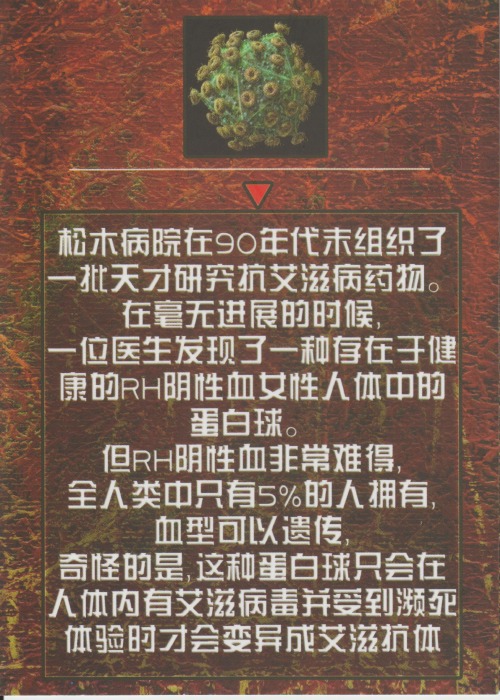 松木病院在90年代末组织了
一批天才研究抗艾滋病药物。
在毫无进展的时候,
一位医生发现了一种存在于健
康的RH阴性血女性人体中的
蛋白球。
但RH阴性血非常难得,
全人类中只有5%的人拥有,
血型可以遗传,
奇怪的是,这种蛋白球只会在
人体内有艾滋病毒并受到濒死
体验时才会变异成艾滋抗体